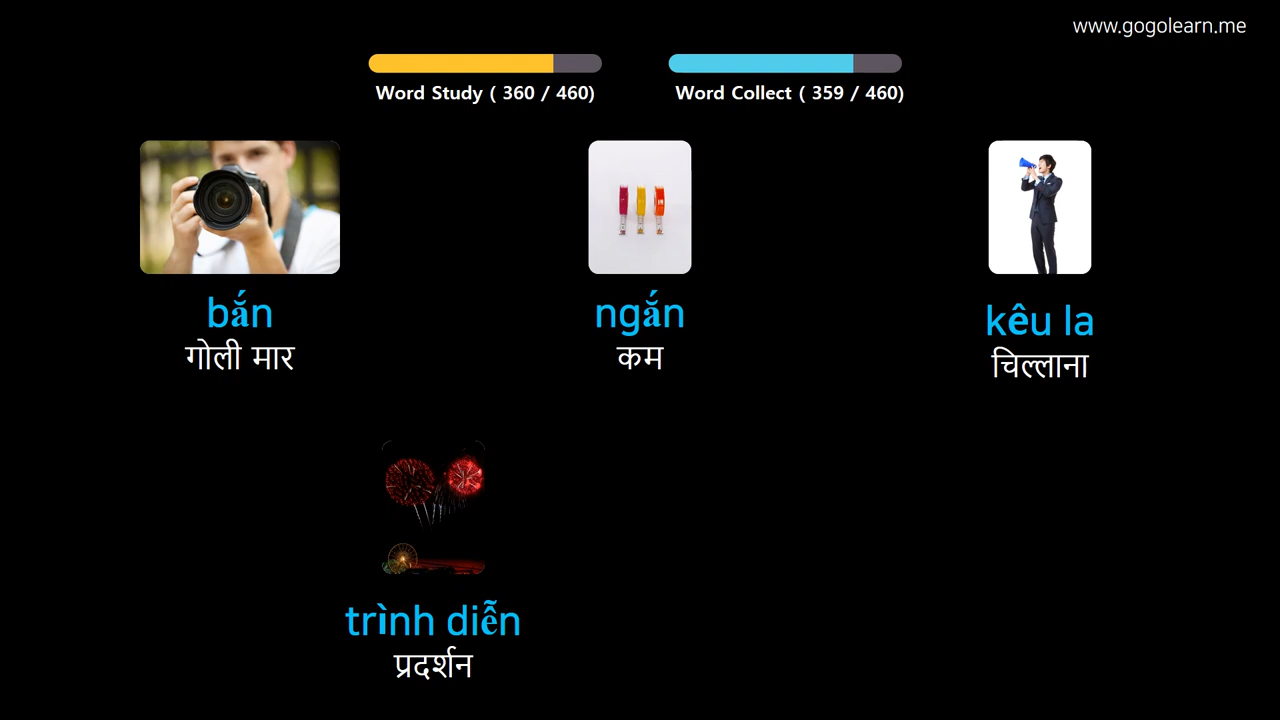 www.gogolearn.me
Word Study ( 360 / 460)
Word Collect ( 359 / 460)
bắn
गोली मार
ngắn
कम
kêu la
चिल्लाना
trình diễn
प्रदर्शन